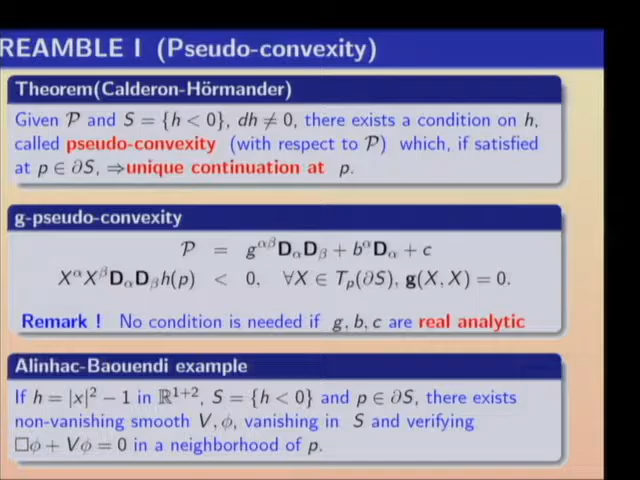 REAMBLE I (Pseudo-convexity)
Theorem(Calderon-Hörmander)
Given 𝒫 and S = {h < 0}, dh ≠ 0, there exists a condition on h,
called pseudo-convexity (with respect to 𝒫) which, if satisfied
at p ∈ ∂S, ⇒unique continuation at p.
g-pseudo-convexity
𝒫 = g^{αβ}D_αD_β + b^αD_α + c
X^αX^βD_αD_βh(p) < 0, ∀X ∈ T_p(∂S), g(X, X) = 0.
Remark ! No condition is needed if g, b, c are real analytic
Alinhac-Baouendi example
If h = |x|² − 1 in ℝ^{1+2}, S = {h < 0} and p ∈ ∂S, there exists
non-vanishing smooth V, ϕ, vanishing in S and verifying
□ϕ + Vϕ = 0 in a neighborhood of p.